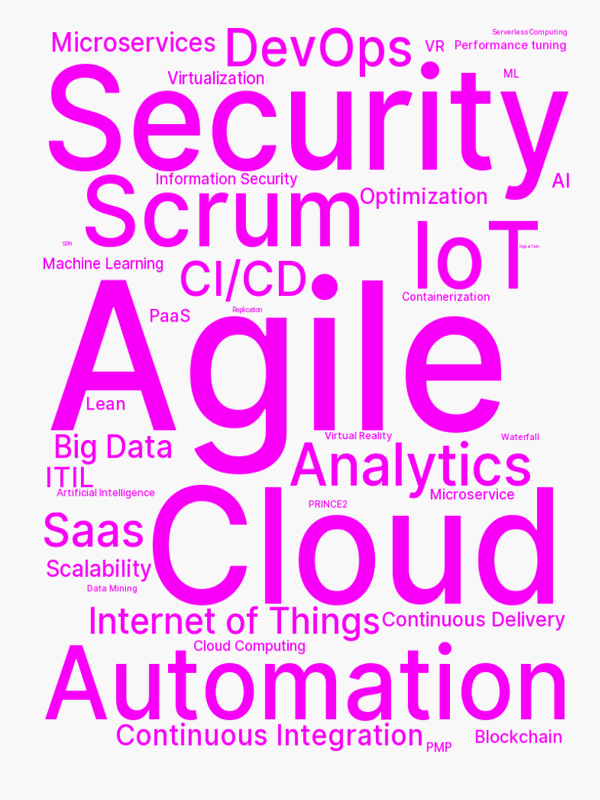 Serverless Computing
Microservices
DevOps
VR
Performance tuning
Virtualization
ML
Security
AI
Information Security
Scrum
Optimization
IoT
SDN
Digital Twin
Machine Learning
CI/CD
Containerization
Agile
PaaS
Replication
Lean
Big Data
Virtual Reality
Waterfall
Analytics
ITIL
Artificial Intelligence
Microservice
Cloud
PRINCE2
Saas
Scalability
Data Mining
Internet of Things
Continuous Delivery
Cloud Computing
Automation
Continuous Integration
PMP
Blockchain